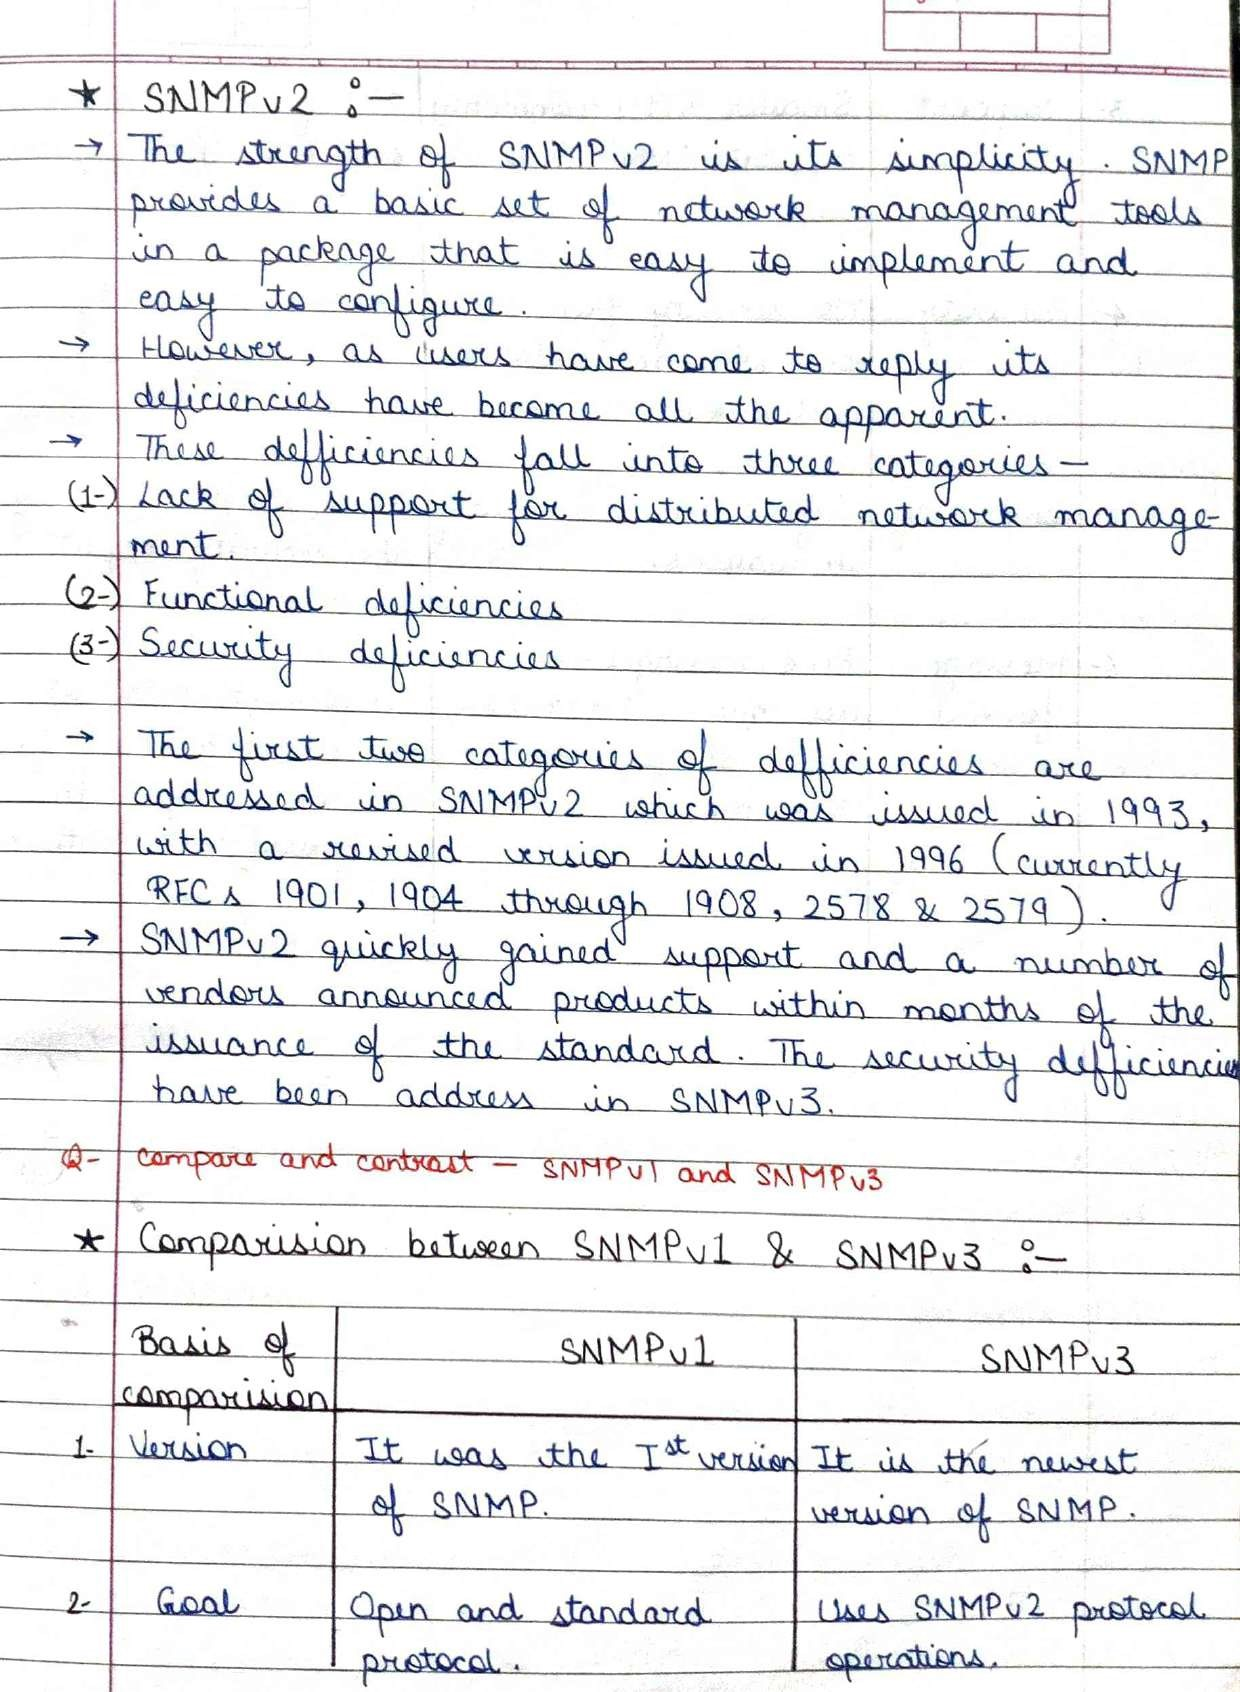 ★ SNMPv2 :-
→ The strength of SNMPv2 is its simplicity. SNMP
provides a basic set of network management tools
in a package that is easy to implement and
easy to configure.
→ However, as users have come to reply its
deficiencies have become all the apparent.
→ These defficiencies fall into three categories -
(1-) Lack of support for distributed network manage-
ment.
(2-) Functional deficiencies
(3-) Security deficiencies
→ The first two categories of defficiencies are
addressed in SNMPv2 which was issued in 1993,
with a revised version issued in 1996 (currently
RFCs 1901, 1904 through 1908, 2578 & 2579).
→ SNMPv2 quickly gained support and a number of
vendors announced products within months of the
issuance of the standard. The security defficiencies
have been address in SNMPv3.
Q- compare and contrast - SNMPv1 and SNMPv3
★ Comparision between SNMPv1 & SNMPv3 :-
Basis of comparision SNMPv1 SNMPv3
1- Version It was the Ist version It is the newest
of SNMP. version of SNMP.
2- Goal Open and standard Uses SNMPv2 protocol
protocol. operations.